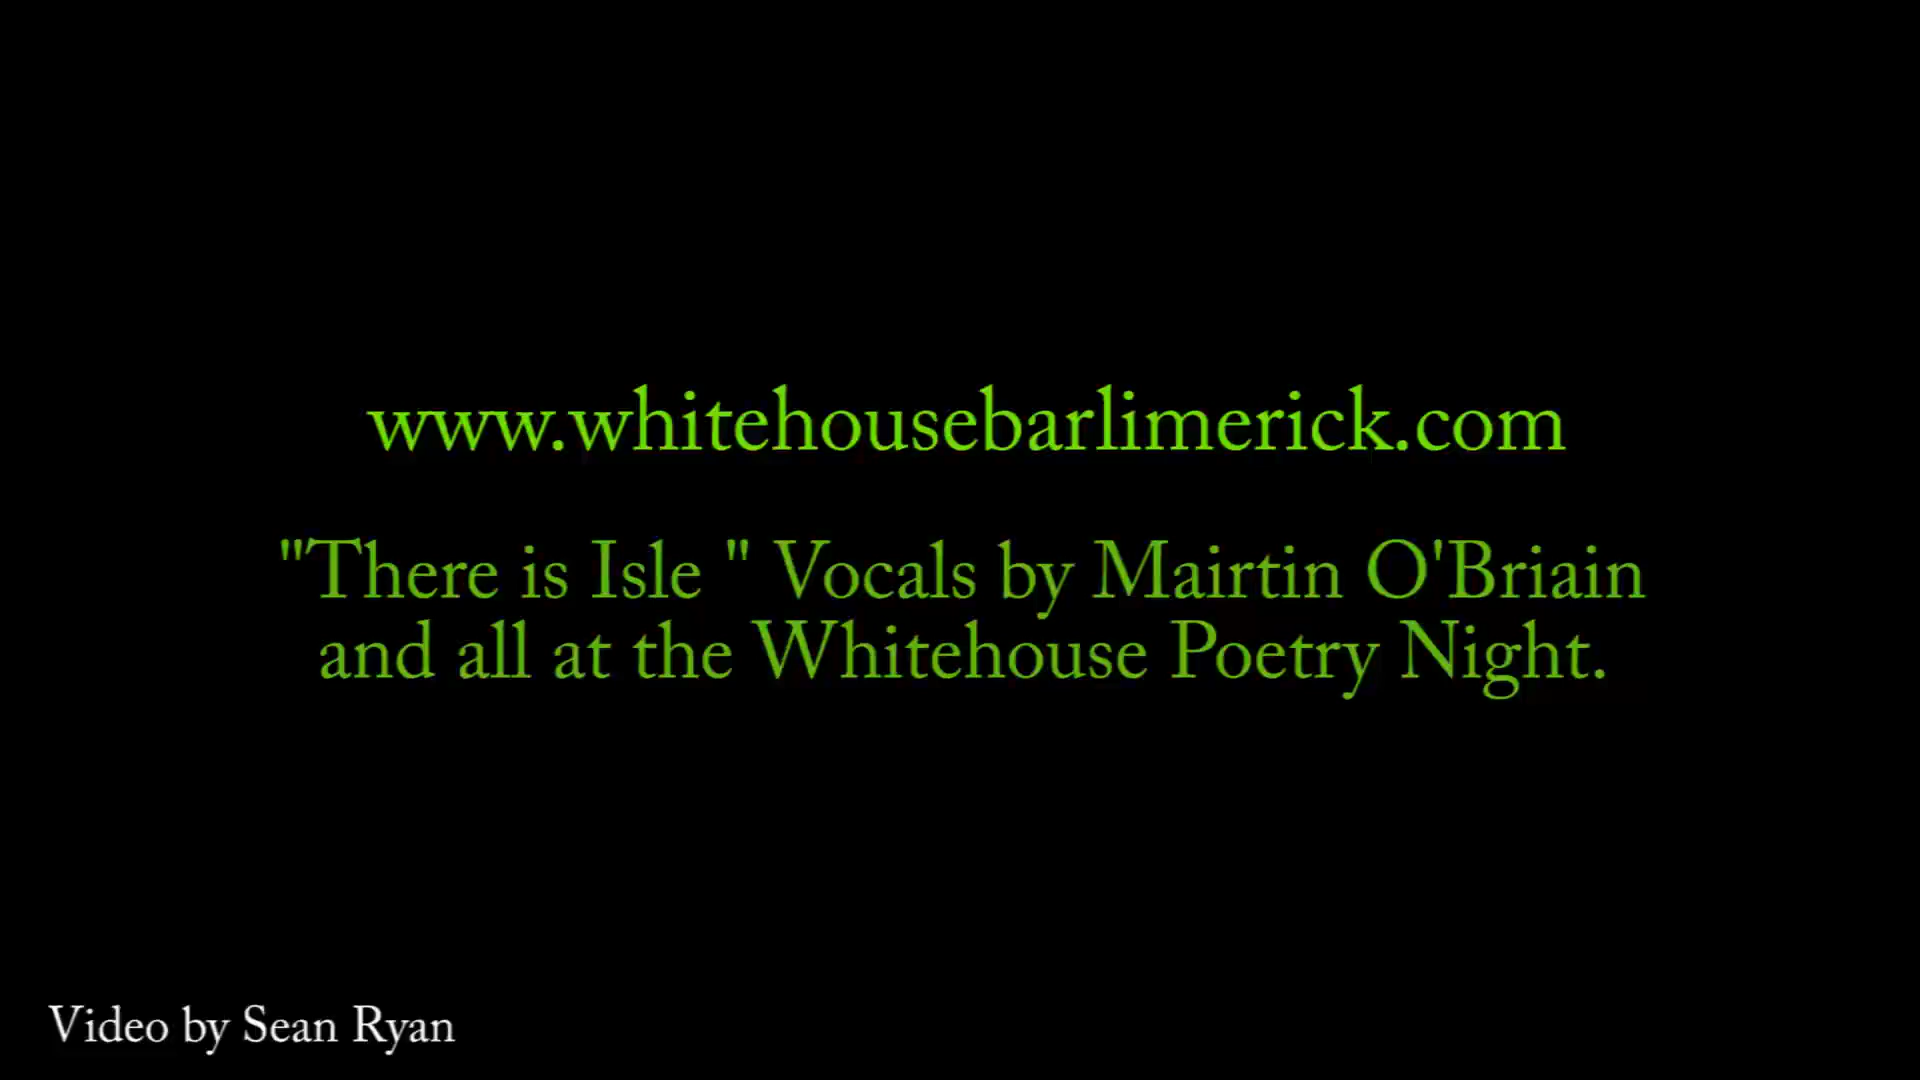 www.whitehousebarlimerick.com
"There is Isle " Vocals by Mairtin O'Briain
and all at the Whitehouse Poetry Night.
Video by Sean Ryan